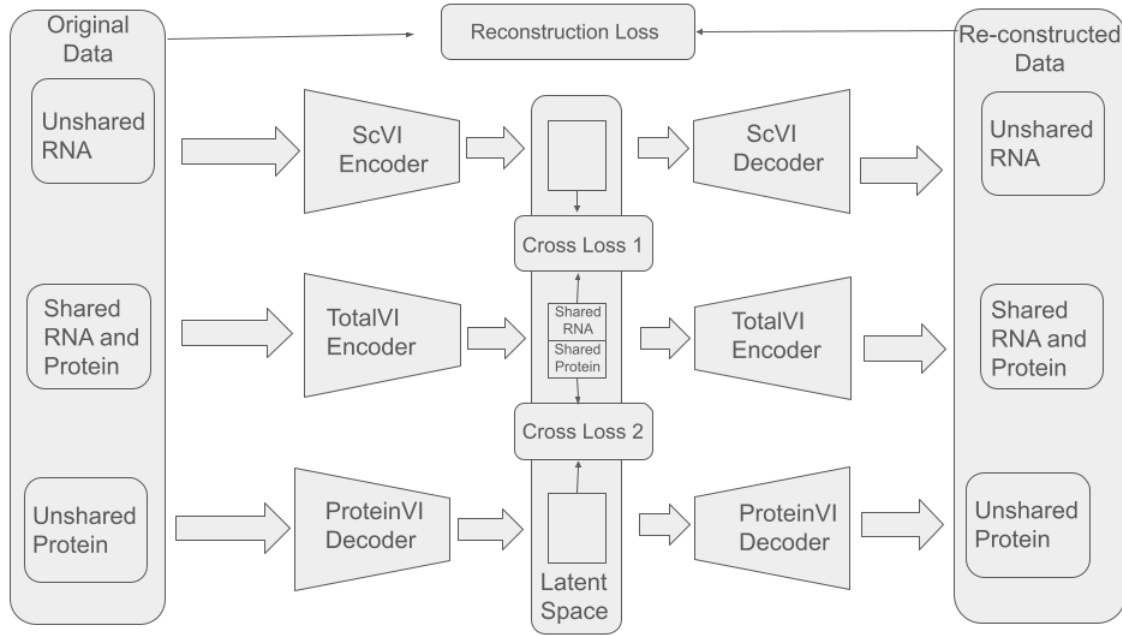 Original
Data
Reconstruction Loss
Re-constructed
Data
Unshared
RNA
ScVI
Encoder
ScVI
Decoder
Unshared
RNA
Cross Loss 1
Shared
RNA and
Protein
TotalVI
Encoder
Shared
RNA
Shared
Protein
TotalVI
Encoder
Shared
RNA and
Protein
Cross Loss 2
Unshared
Protein
ProteinVI
Decoder
ProteinVI
Decoder
Unshared
Protein
Latent
Space